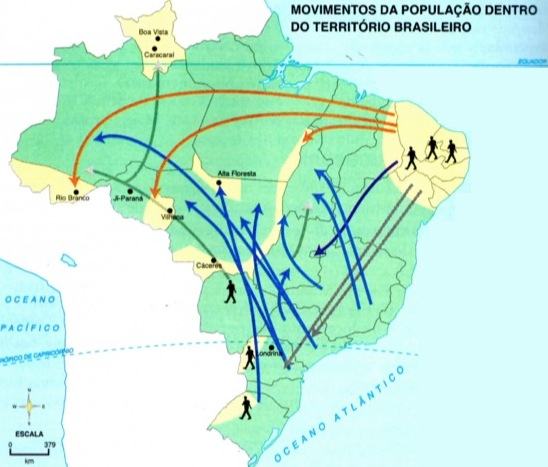 MOVIMENTOS DA POPULAÇÃO DENTRO
DO TERRITÓRIO BRASILEIRO
Boa Vista
Caracaraí
EQUADOR
Alta Floresta
Rio Branco
Ji-Paraná
Vilhena
Cáceres
OCEANO
PACÍFICO
TRÓPICO DE CAPRICÓRNIO
Londrina
OCEANO ATLÂNTICO
N
W
E
S
ESCALA
0 379
km